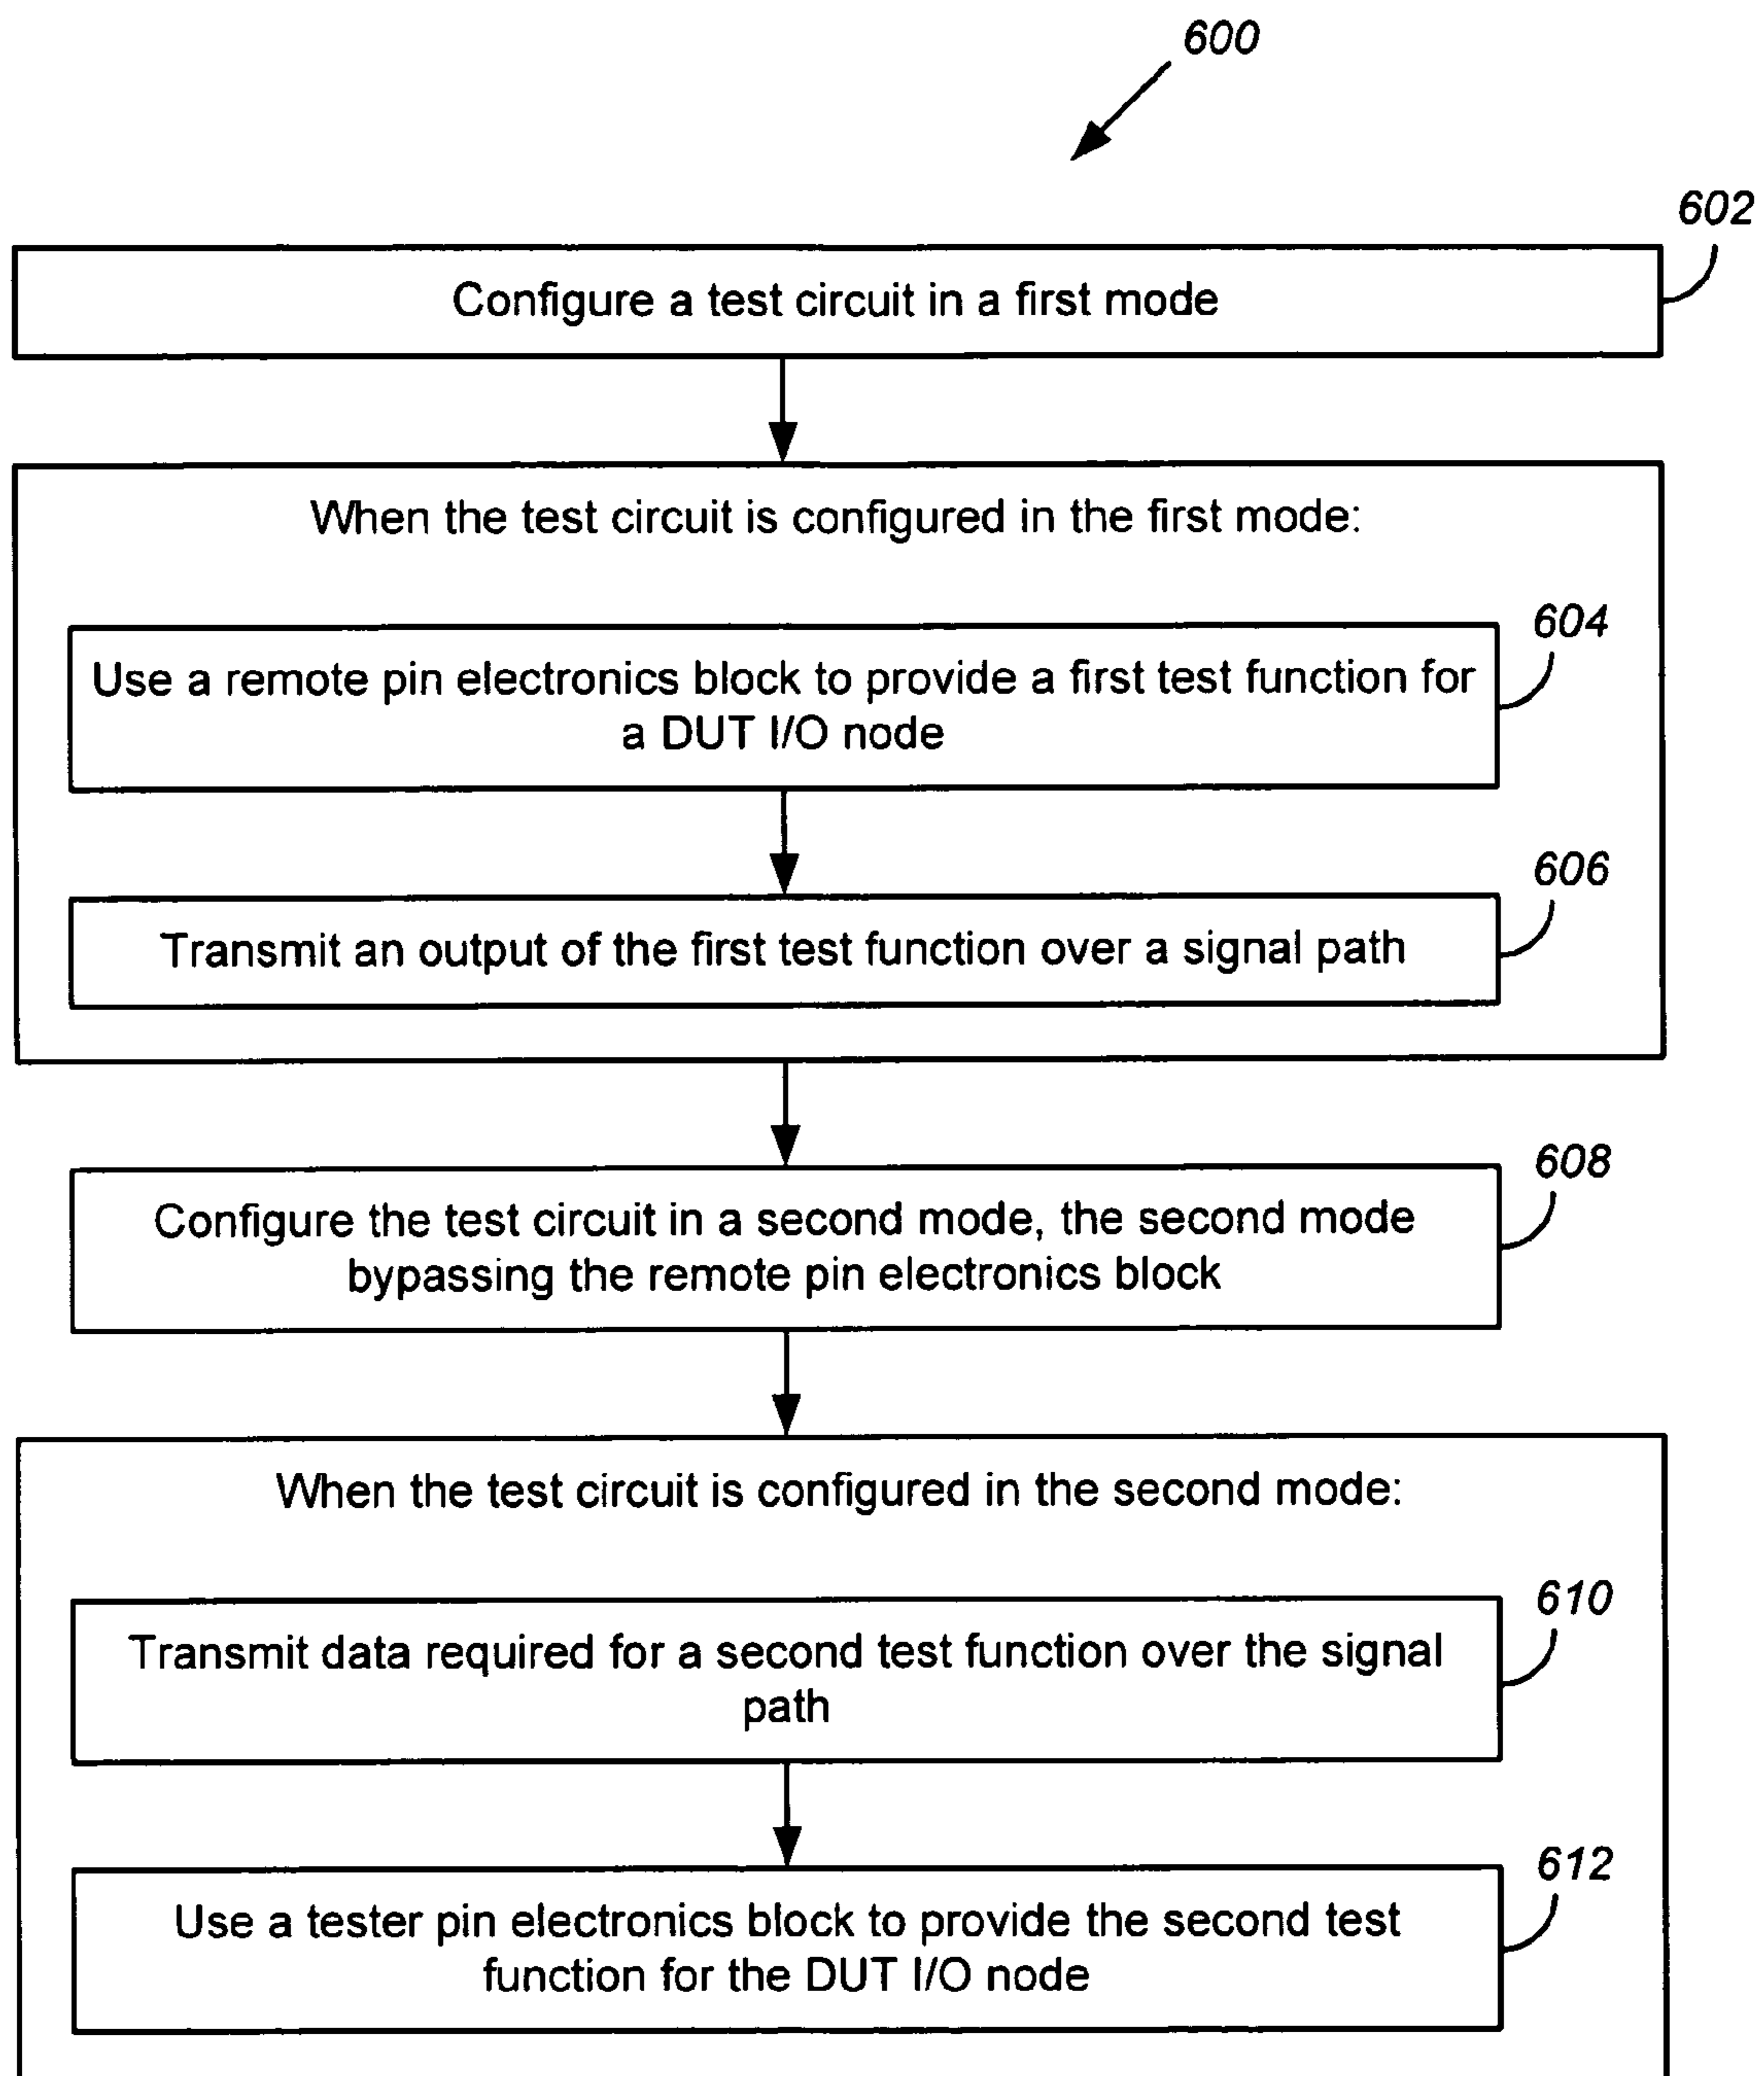 600
602
Configure a test circuit in a first mode
When the test circuit is configured in the first mode:
604
Use a remote pin electronics block to provide a first test function for
a DUT I/O node
606
Transmit an output of the first test function over a signal path
608
Configure the test circuit in a second mode, the second mode
bypassing the remote pin electronics block
When the test circuit is configured in the second mode:
610
Transmit data required for a second test function over the signal
path
612
Use a tester pin electronics block to provide the second test
function for the DUT I/O node